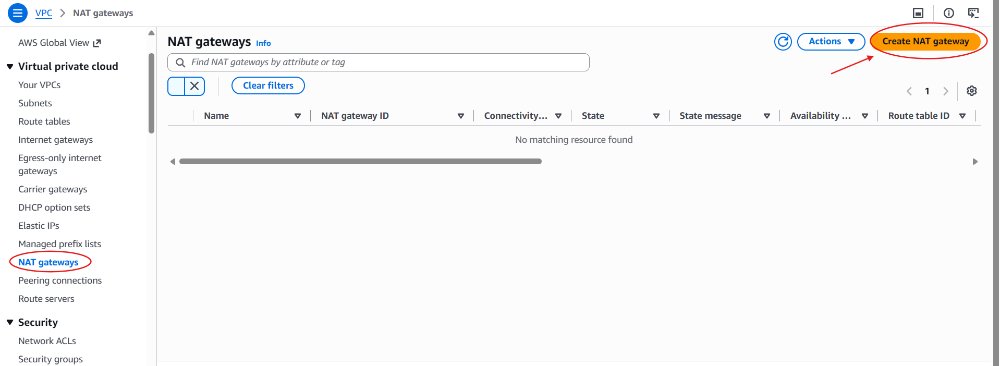 VPC > NAT gateways
AWS Global View
Virtual private cloud
Your VPCs
Subnets
Route tables
Internet gateways
Egress-only internet
gateways
Carrier gateways
DHCP option sets
Elastic IPs
Managed prefix lists
NAT gateways
Peering connections
Route servers
Security
Network ACLs
Security groups
NAT gateways Info
Actions
Create NAT gateway
Find NAT gateways by attribute or tag
Clear filters
1
Name NAT gateway ID Connectivity... State State message Availability ... Route table ID
No matching resource found